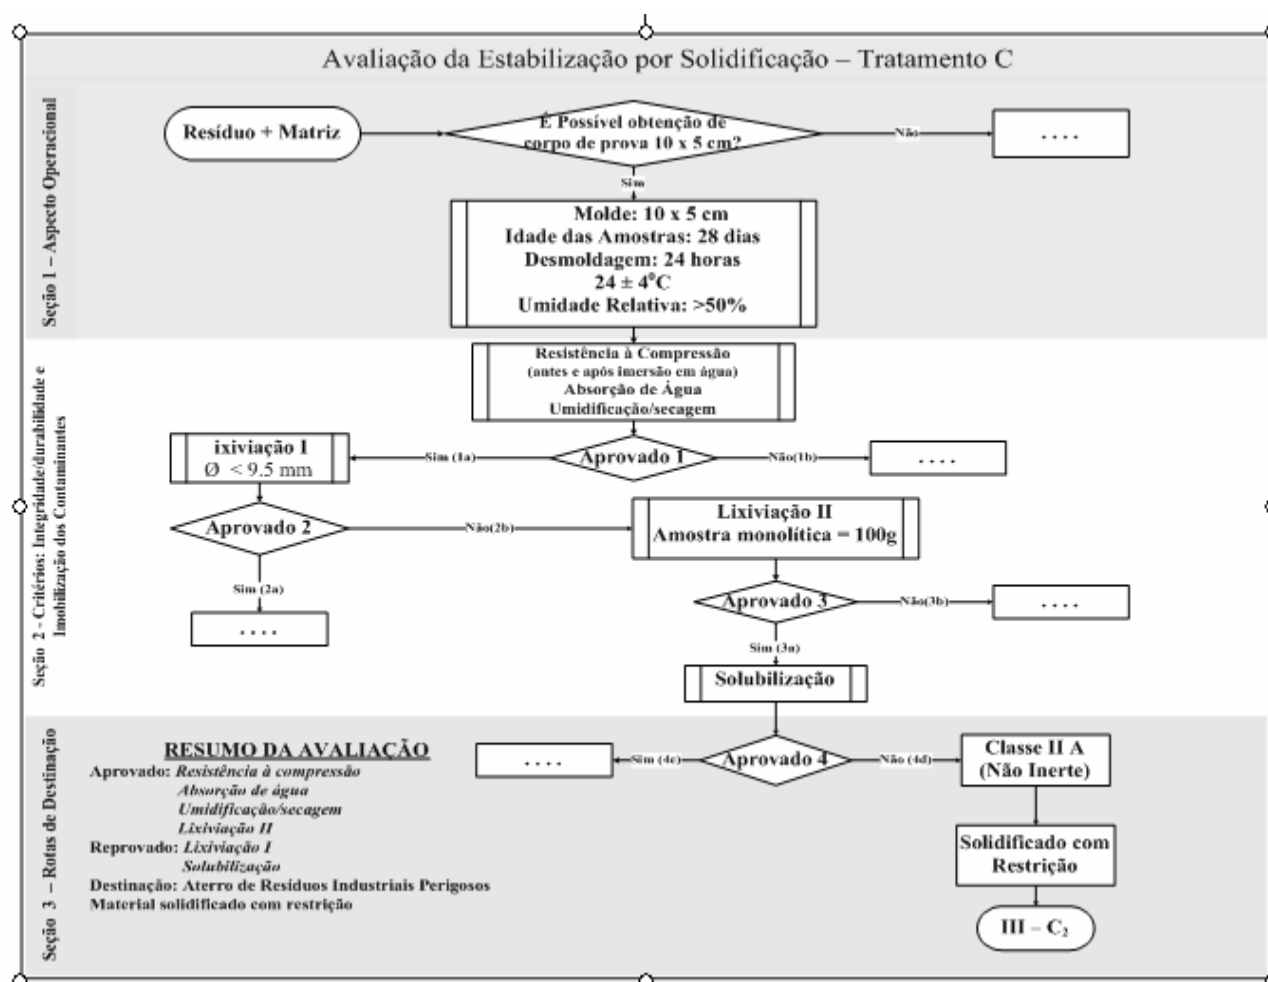 Avaliação da Estabilização por Solidificação – Tratamento C
Seção 1 – Aspecto Operacional
Resíduo + Matriz
É Possível obtenção de
corpo de prova 10 x 5 cm?
Não
. . . .
Sim
Molde: 10 x 5 cm
Idade das Amostras: 28 dias
Desmoldagem: 24 horas
24 ± 4⁰C
Umidade Relativa: >50%
Seção 2 - Critérios: Integridade/durabilidade e
Imobilização dos Contaminantes
Resistência à Compressão
(antes e após imersão em água)
Absorção de Água
Umidificação/secagem
Aprovado 1
Sim (1a)
Não(1b)
. . . .
ixiviação I
Ø < 9.5 mm
Aprovado 2
Não(2b)
Sim (2a)
. . . .
Lixiviação II
Amostra monolítica = 100g
Aprovado 3
Não(3b)
. . . .
Sim (3a)
Solubilização
Seção 3 – Rotas de Destinação
Aprovado 4
Sim (4c)
. . . .
Não (4d)
Classe II A
(Não Inerte)
Solidificado com
Restrição
III – C₂
RESUMO DA AVALIAÇÃO
Aprovado: Resistência à compressão
Absorção de água
Umidificação/secagem
Lixiviação II
Reprovado: Lixiviação I
Solubilização
Destinação: Aterro de Resíduos Industriais Perigosos
Material solidificado com restrição